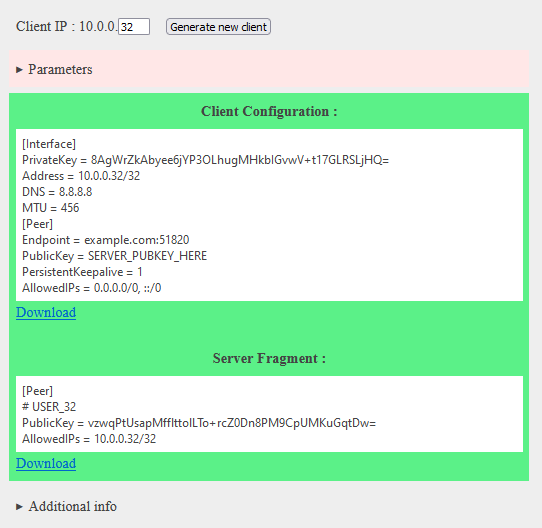 Client IP : 10.0.0.32 Generate new client
▸ Parameters
Client Configuration :
[Interface]
PrivateKey = 8AgWrZkAbyee6jYP3OLhugMHkbIGvwV+t17GLRSLjHQ=
Address = 10.0.0.32/32
DNS = 8.8.8.8
MTU = 456
[Peer]
Endpoint = example.com:51820
PublicKey = SERVER_PUBKEY_HERE
PersistentKeepalive = 1
AllowedIPs = 0.0.0.0/0, ::/0
Download
Server Fragment :
[Peer]
# USER_32
PublicKey = vzwqPtUsapMffIttoILTo+rcZ0Dn8PM9CpUMKuGqtDw=
AllowedIPs = 10.0.0.32/32
Download
▸ Additional info